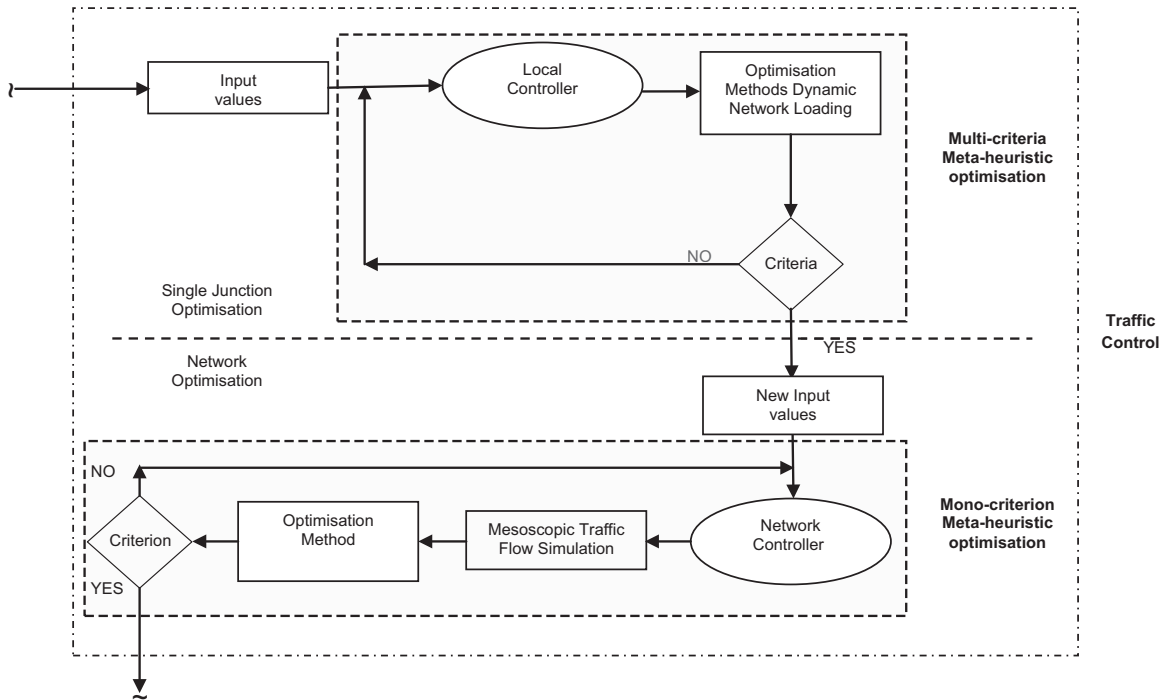 Input
values
Local
Controller
Optimisation
Methods Dynamic
Network Loading
Multi-criteria
Meta-heuristic
optimisation
NO
Criteria
Single Junction
Optimisation
Traffic
Control
YES
Network
Optimisation
New Input
values
NO
Criterion
YES
Optimisation
Method
Mesoscopic Traffic
Flow Simulation
Network
Controller
Mono-criterion
Meta-heuristic
optimisation